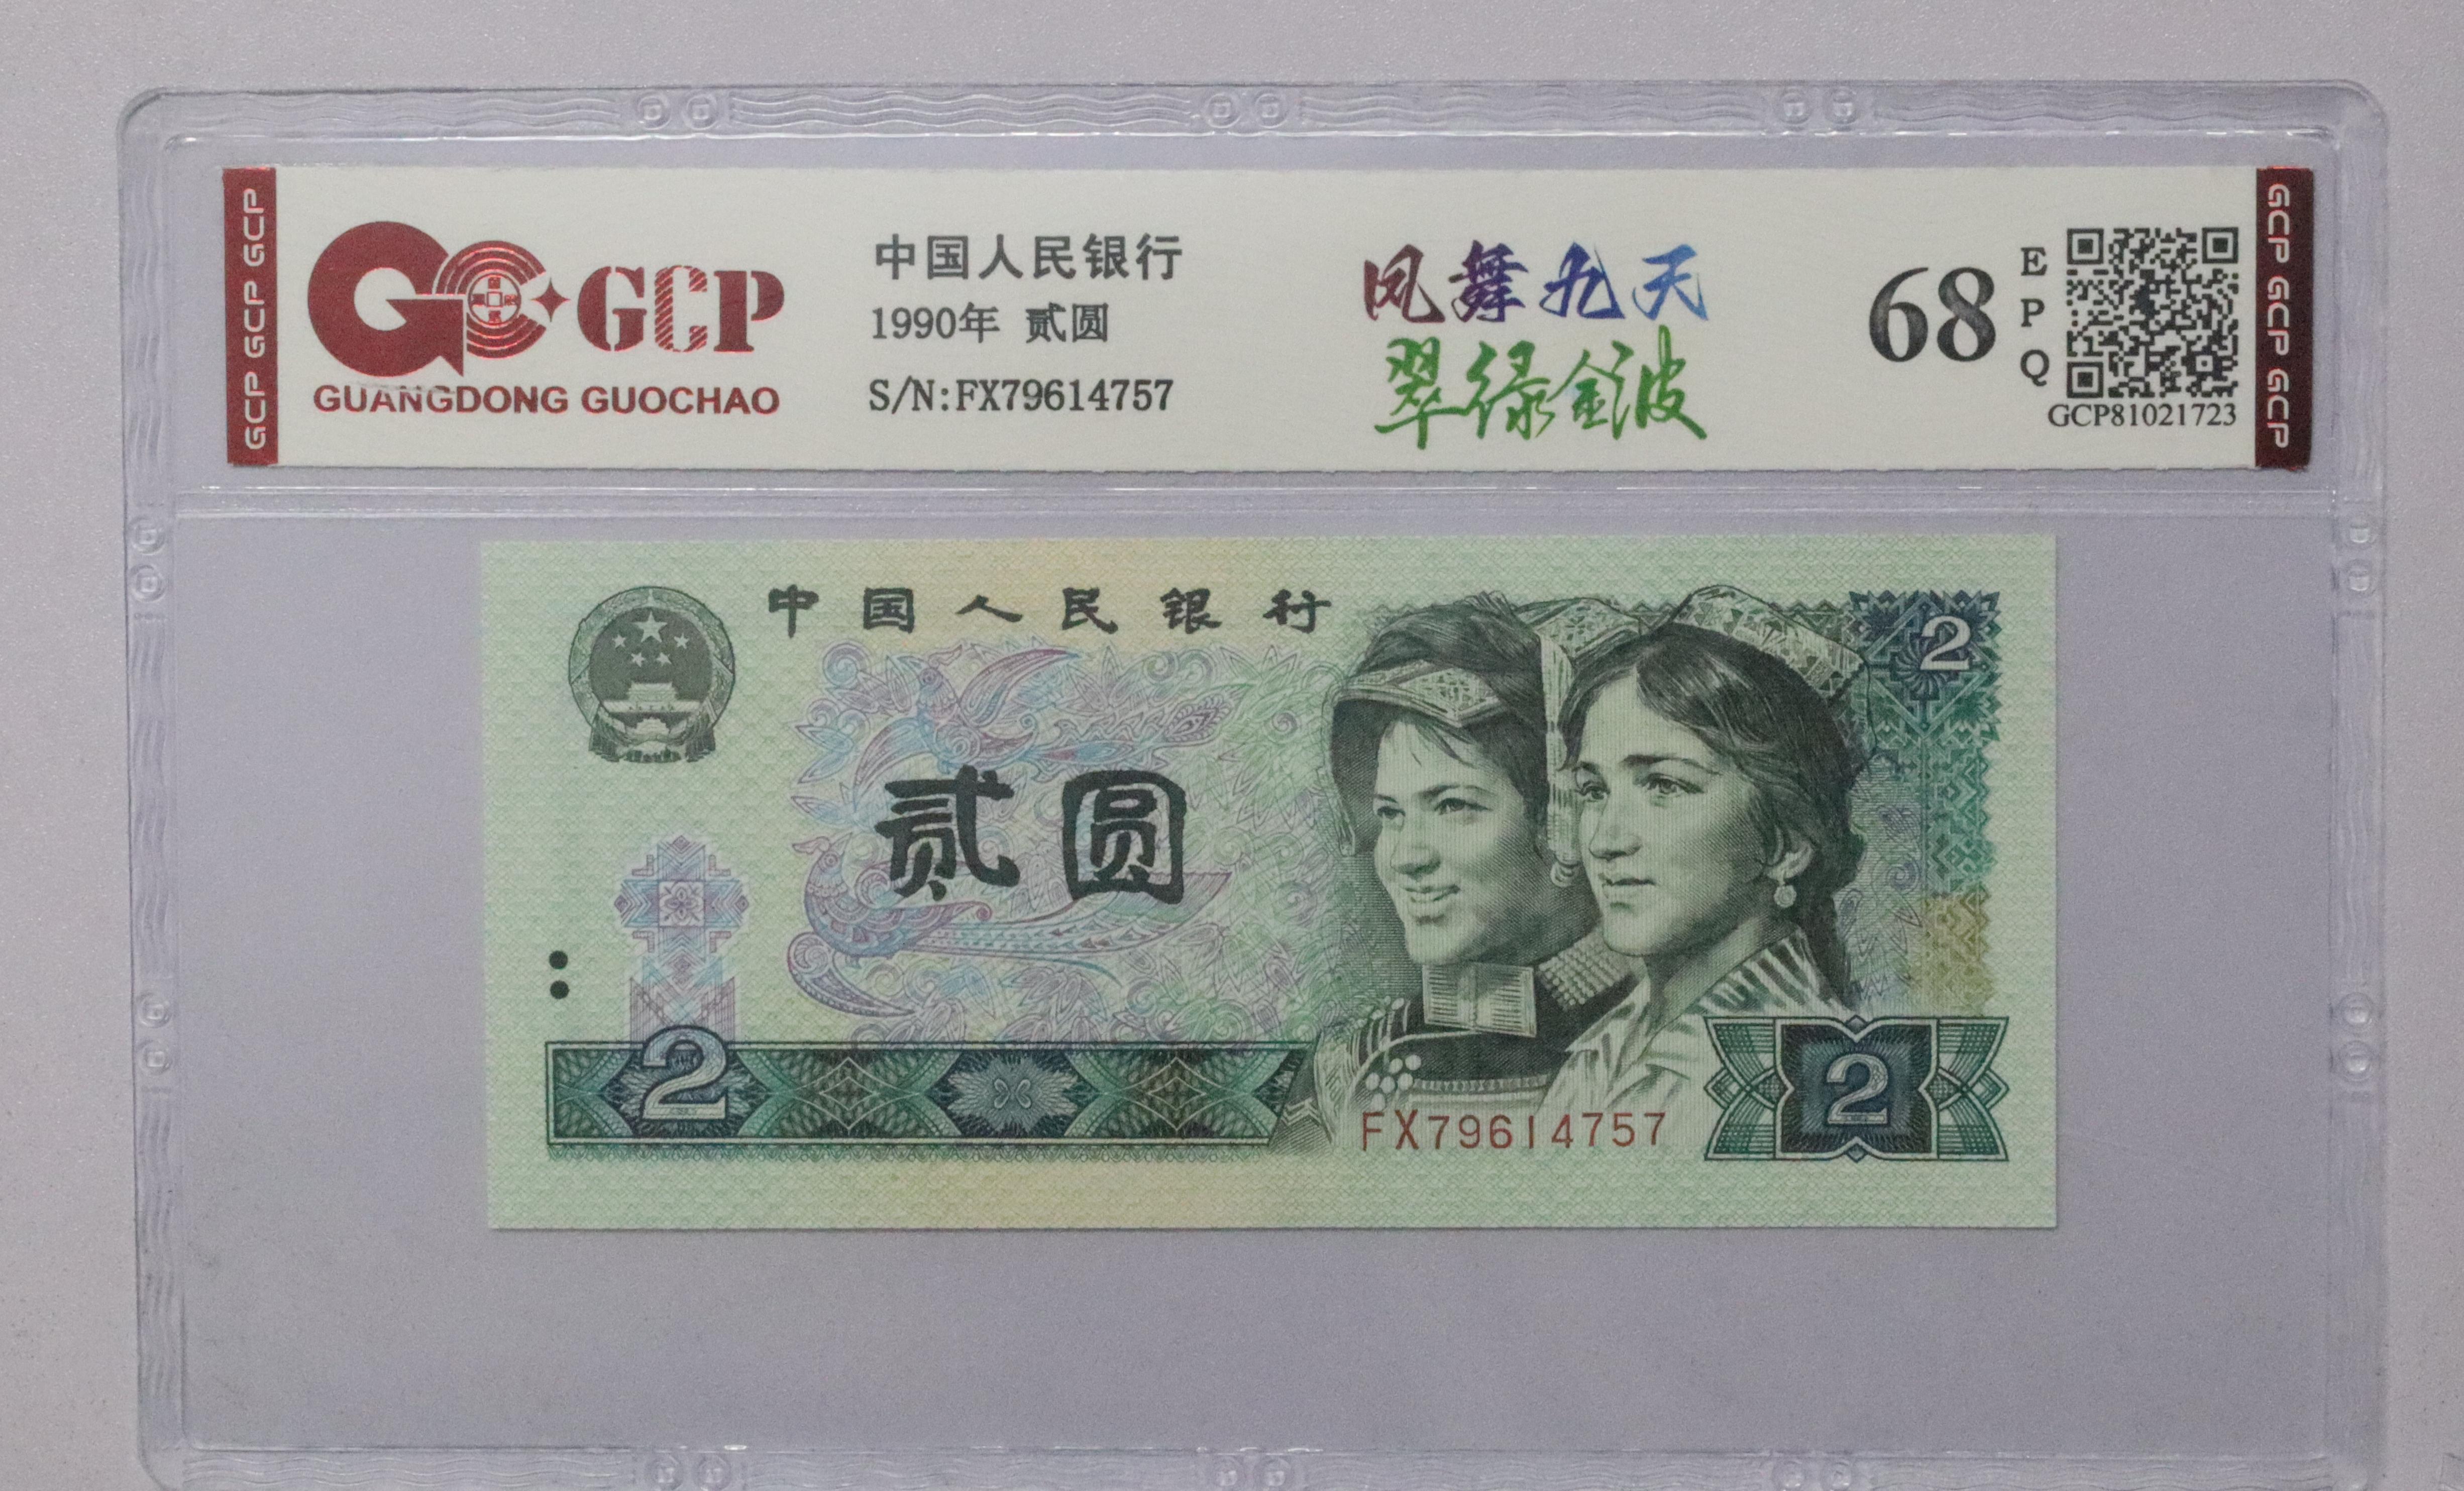 GCP GCP GCP
GCP
GUANGDONG GUOCHAO
中国人民银行
1990年 贰圆
S/N:FX79614757
凤舞九天
翠绿金波
68
EPQ
GCP81021723
GCP GCP GCP
中国人民银行
2
贰圆
2
FX79614757
2